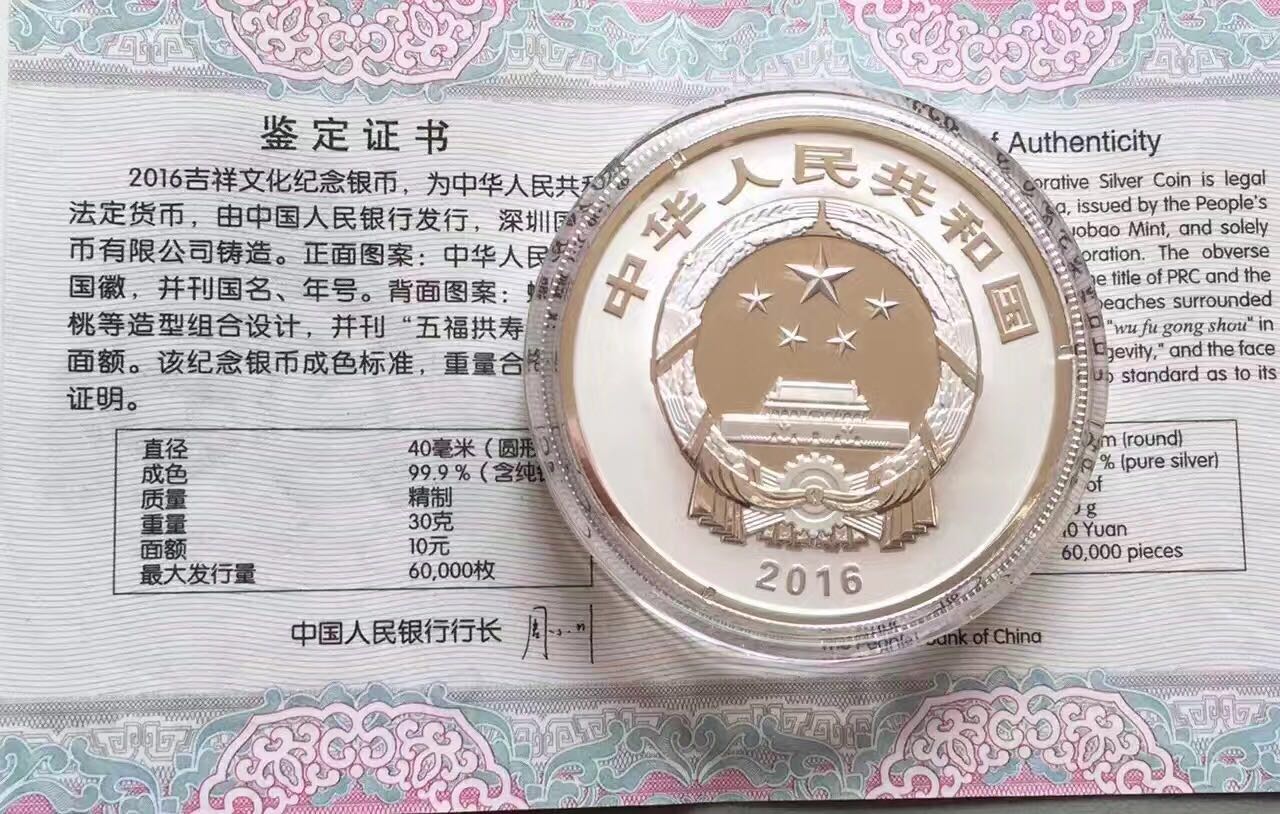 鉴定证书
2016吉祥文化纪念银币，为中华人民共和
法定货币，由中国人民银行发行，深圳国
币有限公司铸造。正面图案：中华人民
国徽，并刊国名、年号。背面图案：
桃等造型组合设计，并刊“五福拱寿
面额。该纪念银币成色标准，重量合
证明。
直径 40毫米（圆形
成色 99.9％（含纯
质量 精制
重量 30克
面额 10元
最大发行量 60,000枚
中国人民银行行长
中华人民共和国
2016
Authenticity
Silver Coin is legal
issued by the People's
Mint, and solely
The obverse
title of PRC and the
peaches surrounded
"wu fu gong shou" in
and the face
standard as to its
(round)
% (pure silver)
g
Yuan
60,000 pieces
of China